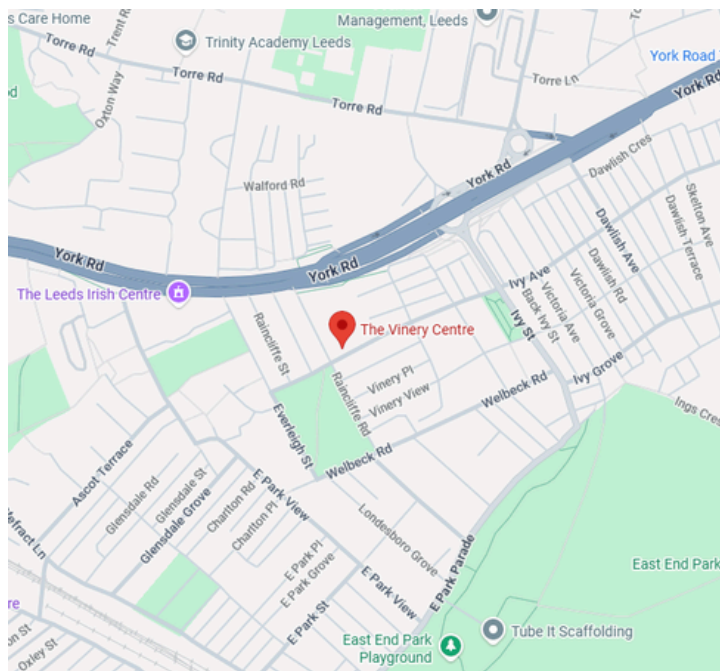 s Care Home
Management, Leeds
Trent R
Torre Rd
Trinity Academy Leeds
York Road
Oxton Way
Torre Rd
Torre Ln
York Rd
Torre Rd
Dawlish Cres
Walford Rd
York Rd
Skelton Ave
Dawlish Terrace
Dawlish Ave
York Rd
York Rd
Ivy Ave
Dawlish Rd
Victoria Grove
Victoria Ave
Back Ivy St
Ivy St
The Leeds Irish Centre
Raincliffe St
The Vinery Centre
Ivy Grove
Vinery Pl
Vinery View
Welbeck Rd
Raincliffe Rd
Ings Cres
Everleigh St
Ascot Terrace
Welbeck Rd
Glensdale Rd
Glensdale St
Glensdale Grove
Charlton Rd
Charlton Pl
E Park View
Londesboro Grove
efract Ln
E Park Pl
E Park Grove
E Park View
E Park Parade
East End Park
re
E Park St
Tube It Scaffolding
East End Park
Playground
on St
Oxley St